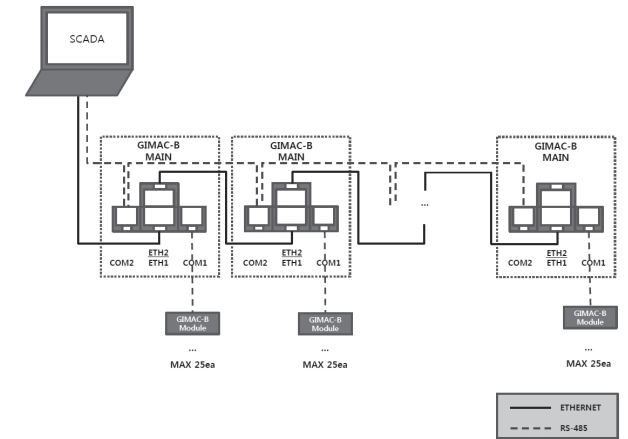 SCADA
GIMAC-B
MAIN
GIMAC-B
MAIN
GIMAC-B
MAIN
...
COM2
ETH2
ETH1
COM1
COM2
ETH2
ETH1
COM1
COM2
ETH2
ETH1
COM1
GIMAC-B
Module
...
MAX 25ea
GIMAC-B
Module
...
MAX 25ea
GIMAC-B
Module
...
MAX 25ea
ETHERNET
RS-485